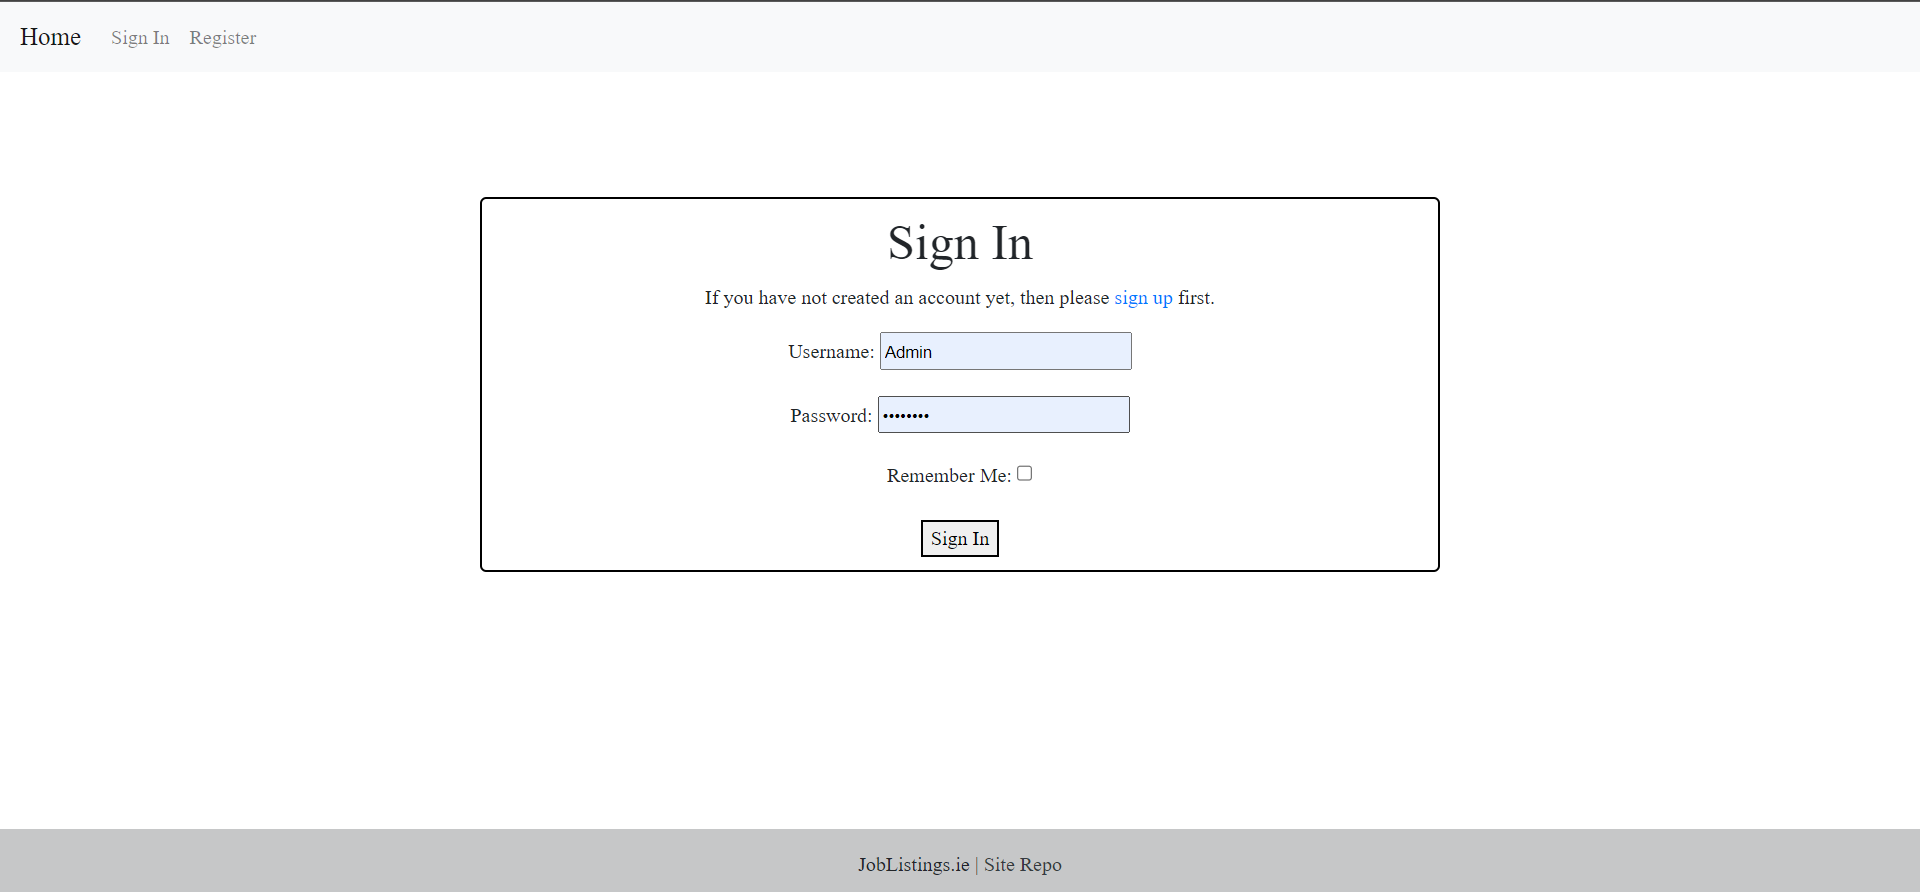 Home Sign In Register
Sign In
If you have not created an account yet, then please sign up first.
Username: Admin
Password: ••••••••
Remember Me:
Sign In
JobListings.ie | Site Repo